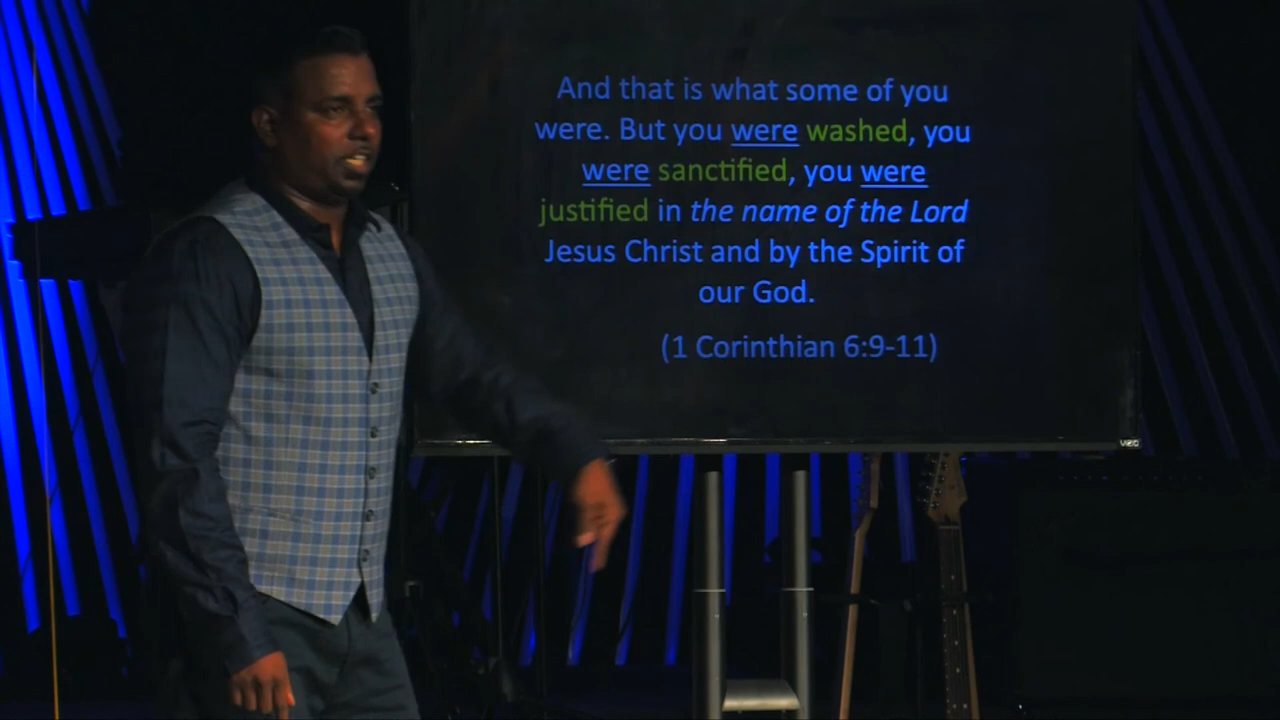 And that is what some of you
were. But you were washed, you
were sanctified, you were
justified in the name of the Lord
Jesus Christ and by the Spirit of
our God.
(1 Corinthian 6:9-11)
VIZIO